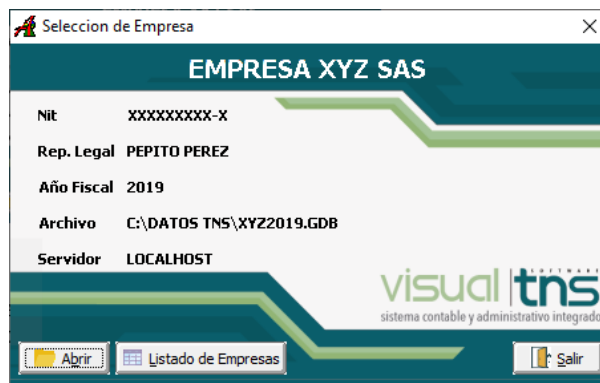 Seleccion de Empresa
EMPRESA XYZ SAS
Nit XXXXXXXXX-X
Rep. Legal PEPITO PEREZ
Año Fiscal 2019
Archivo C:\DATOS TNS\XYZ2019.GDB
Servidor LOCALHOST
SOFTWARE
visual tns
sistema contable y administrativo integrado
Abrir Listado de Empresas Salir